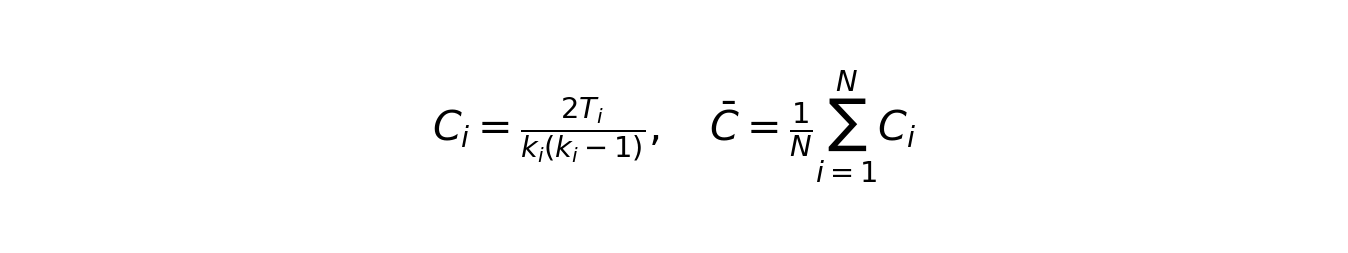 $C_i = \frac{2T_i}{k_i(k_i-1)}, \quad \bar{C} = \frac{1}{N}\sum_{i=1}^{N} C_i$